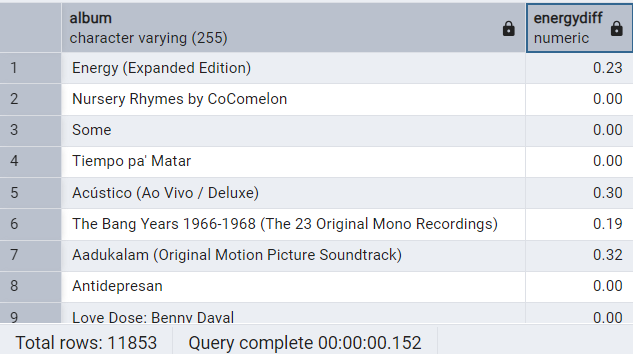 album energydiff
character varying (255) numeric
1 Energy (Expanded Edition) 0.23
2 Nursery Rhymes by CoComelon 0.00
3 Some 0.00
4 Tiempo pa' Matar 0.00
5 Acústico (Ao Vivo / Deluxe) 0.30
6 The Bang Years 1966-1968 (The 23 Original Mono Recordings) 0.19
7 Aadukalam (Original Motion Picture Soundtrack) 0.32
8 Antidepresan 0.00
9 Love Dose: Benny Dayal 0.00
Total rows: 11853 Query complete 00:00:00.152